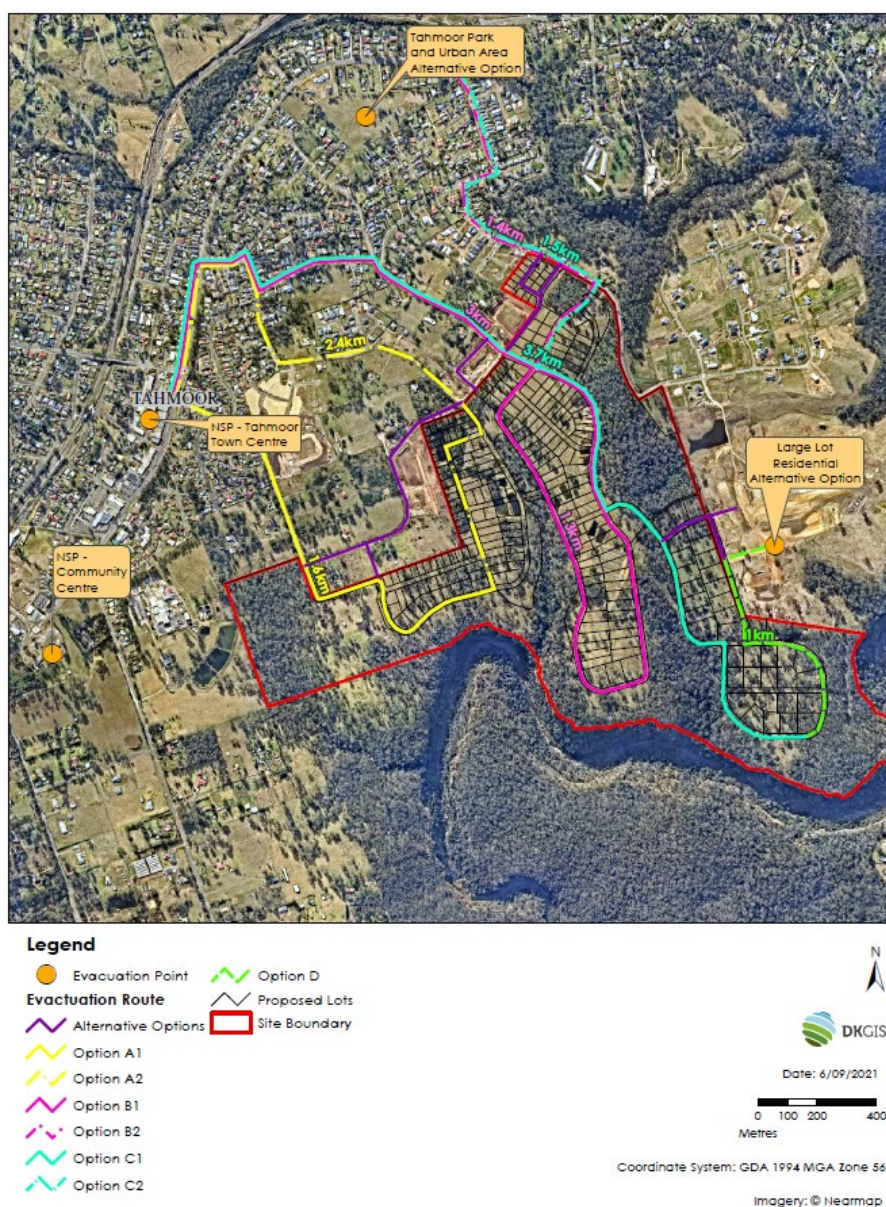 Tahmoor Park
and Urban Area
Alternative Option
1.4km
1.5km
3km
3.7km
2.4km
TAHMOOR
NSP - Tahmoor
Town Centre
Large Lot
Residential
Alternative Option
1.3km
NSP -
Community
Centre
1.6km
1km
Legend
Evacuation Point
Option D
Evactuation Route
Proposed Lots
Alternative Options
Site Boundary
Option A1
Option A2
Option B1
Option B2
Option C1
Option C2
N
DKGIS
Date: 6/09/2021
0 100 200 400
Metres
Coordinate System: GDA 1994 MGA Zone 56
Imagery: © Nearmap